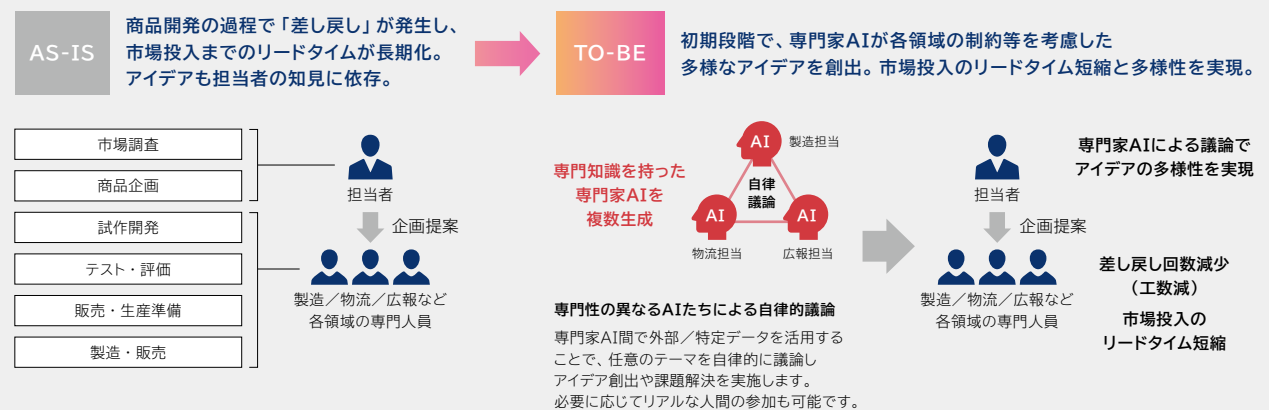 AS-IS
商品開発の過程で「差し戻し」が発生し、
市場投入までのリードタイムが長期化。
アイデアも担当者の知見に依存。
TO-BE
初期段階で、専門家AIが各領域の制約等を考慮した
多様なアイデアを創出。市場投入のリードタイム短縮と多様性を実現。
市場調査
商品企画
試作開発
テスト・評価
販売・生産準備
製造・販売
担当者
企画提案
製造／物流／広報など
各領域の専門人員
専門知識を持った
専門家AIを
複数生成
AI
製造担当
自律
議論
AI
AI
物流担当
広報担当
専門性の異なるAIたちによる自律的議論
専門家AI間で外部／特定データを活用する
ことで、任意のテーマを自律的に議論し
アイデア創出や課題解決を実施します。
必要に応じてリアルな人間の参加も可能です。
担当者
企画提案
製造／物流／広報など
各領域の専門人員
専門家AIによる議論で
アイデアの多様性を実現
差し戻し回数減少
（工数減）
市場投入の
リードタイム短縮